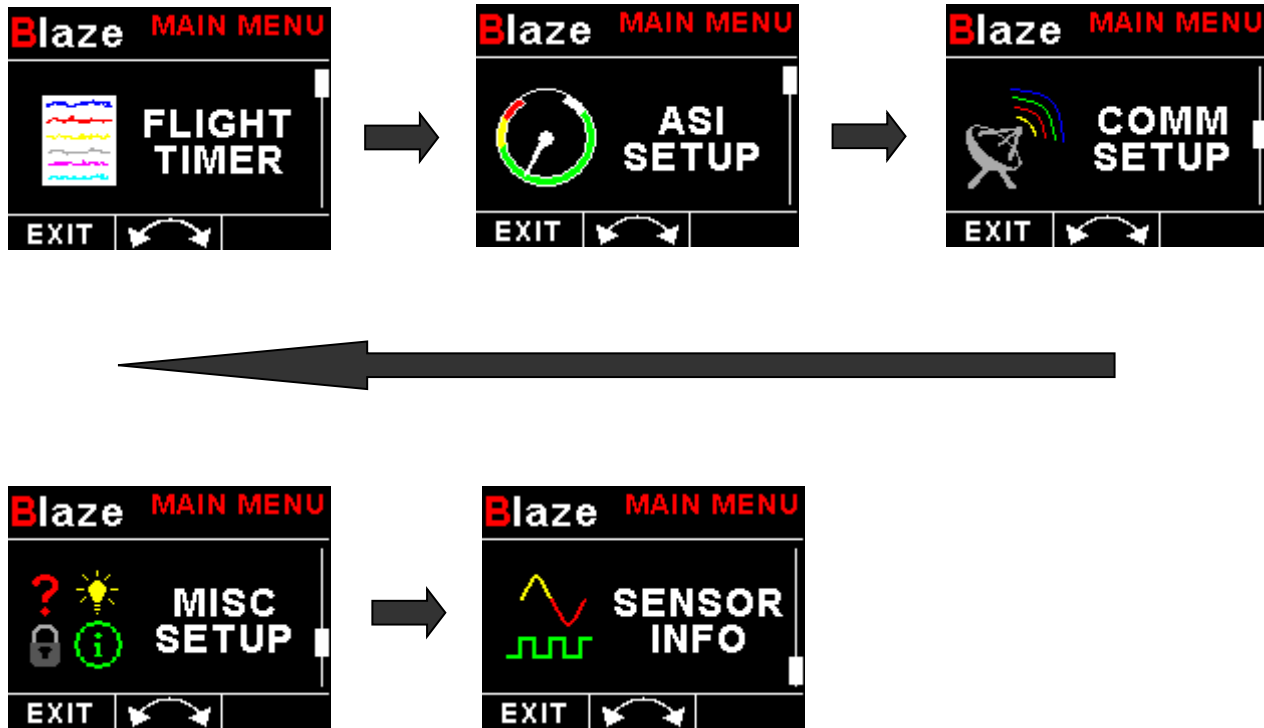 Blaze MAIN MENU
FLIGHT
TIMER
EXIT
Blaze MAIN MENU
ASI
SETUP
EXIT
Blaze MAIN MENU
COMM
SETUP
EXIT
Blaze MAIN MENU
?
i
MISC
SETUP
EXIT
Blaze MAIN MENU
SENSOR
INFO
EXIT